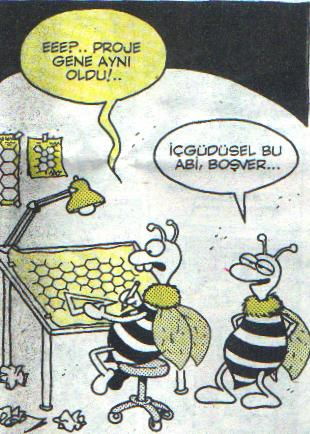 EEEP?.. PROJE
GENE AYNI
OLDU!..
İÇGÜDÜSEL BU
ABİ, BOŞVER...